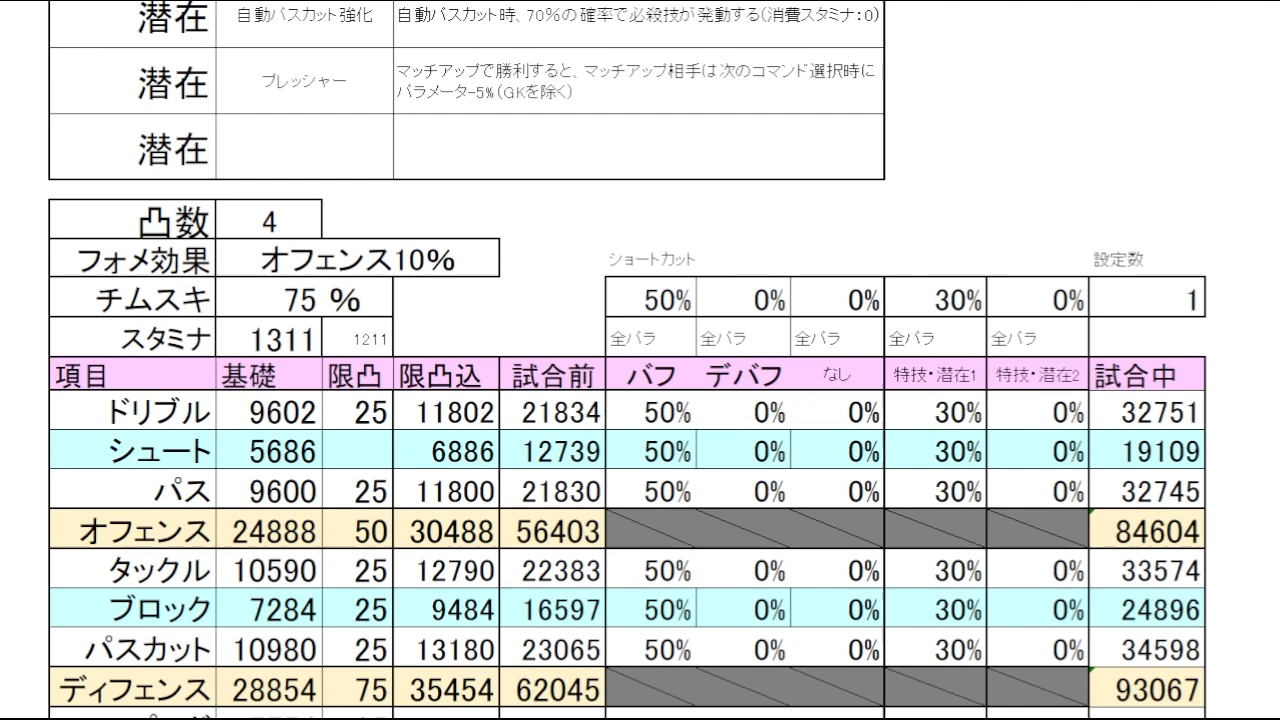 潜在 自動パスカット強化 自動パスカット時、70%の確率で必殺技が発動する(消費スタミナ:0)
潜在 プレッシャー マッチアップで勝利すると、マッチアップ相手は次のコマンド選択時に
パラメータ-5%(GKを除く)
潜在
凸数 4
フォメ効果 オフェンス10% ショートカット 設定数
チムスキ 75 % 50% 0% 0% 30% 0% 1
スタミナ 1311 1211 全パラ 全パラ 全パラ 全パラ 全パラ
項目 基礎 限凸 限凸込 試合前 バフ デバフ なし 特技・潜在1 特技・潜在2 試合中
ドリブル 9602 25 11802 21834 50% 0% 0% 30% 0% 32751
シュート 5686 6886 12739 50% 0% 0% 30% 0% 19109
パス 9600 25 11800 21830 50% 0% 0% 30% 0% 32745
オフェンス 24888 50 30488 56403 84604
タックル 10590 25 12790 22383 50% 0% 0% 30% 0% 33574
ブロック 7284 25 9484 16597 50% 0% 0% 30% 0% 24896
パスカット 10980 25 13180 23065 50% 0% 0% 30% 0% 34598
ディフェンス 28854 75 35454 62045 93067